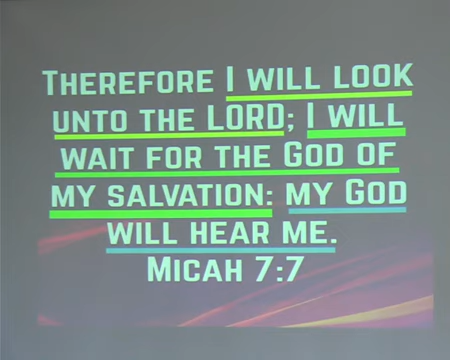 THEREFORE I WILL LOOK
UNTO THE LORD; I WILL
WAIT FOR THE GOD OF
MY SALVATION: MY GOD
WILL HEAR ME.
MICAH 7:7